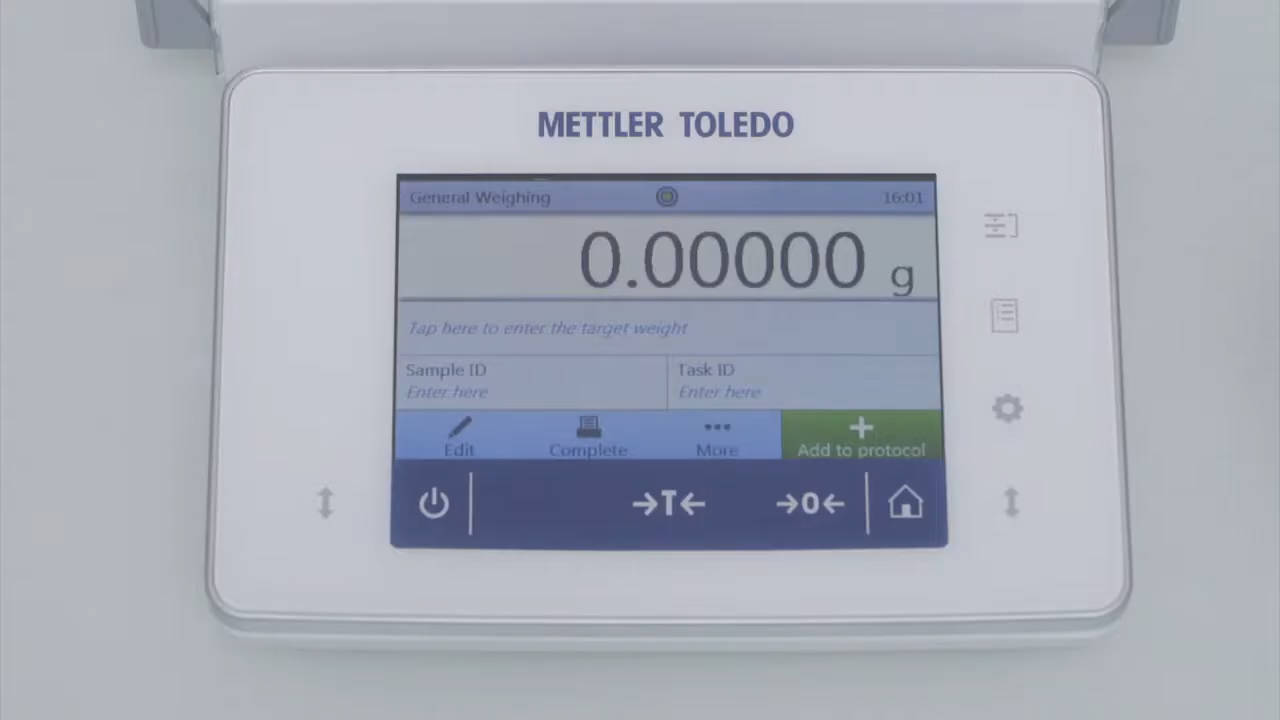 METTLER TOLEDO
General Weighing 16:01
0.00000 g
Tap here to enter the target weight
Sample ID Task ID
Enter here Enter here
Edit Complete More Add to protocol
→T← →0←